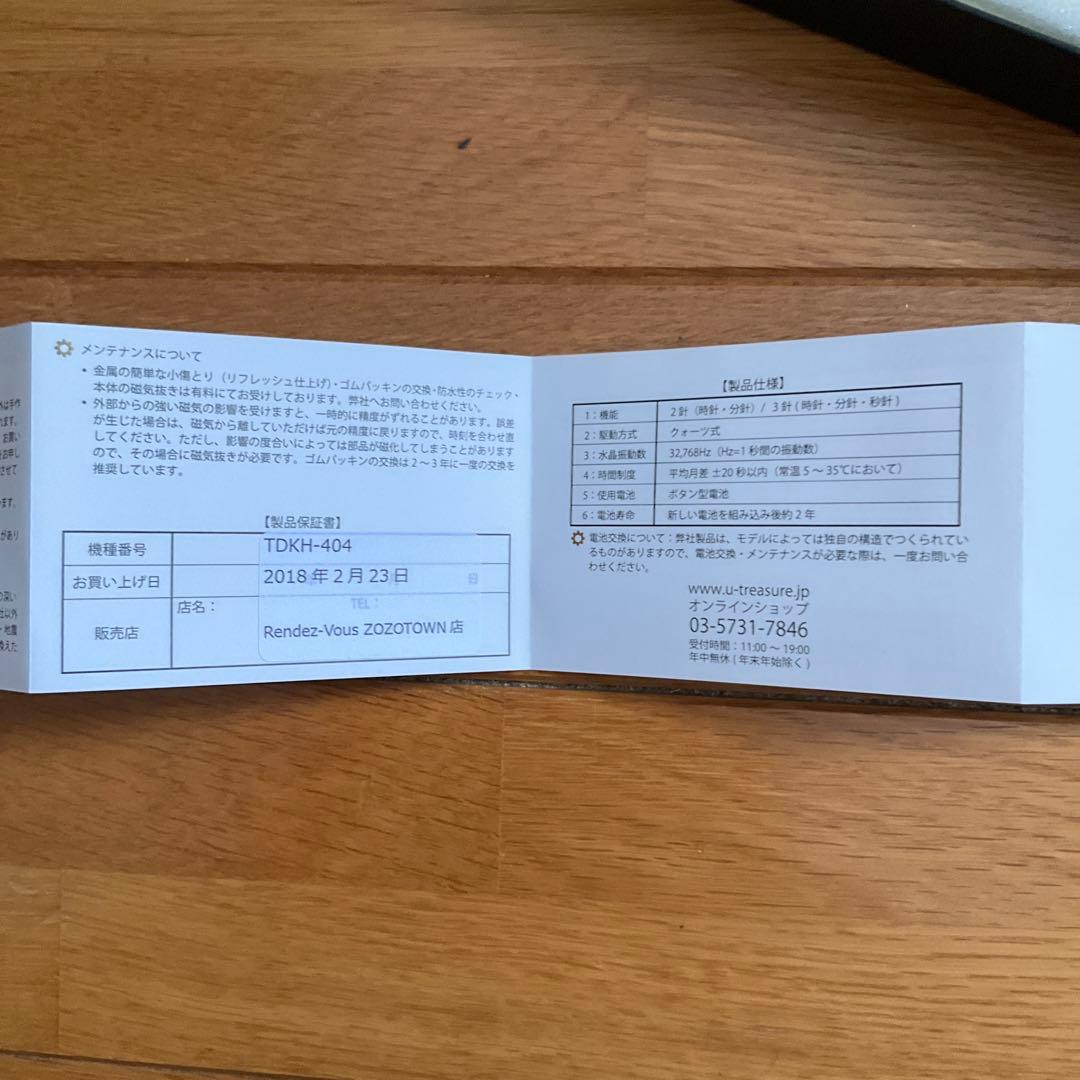 メンテナンスについて
• 金属の簡単な小傷とり（リフレッシュ仕上げ）・ゴムパッキンの交換・防水性のチェック・
本体の磁気抜きは有料にてお受けしております。弊社へお問い合わせください。
• 外部からの強い磁気の影響を受けますと、一時的に精度がずれることがあります。誤差
が生じた場合は、磁気から離していただけば元の精度に戻りますので、時刻を合わせ直
してください。ただし、影響の度合いによっては部品が磁化してしまうことがあります
ので、その場合に磁気抜きが必要です。ゴムパッキンの交換は2～3年に一度の交換を
推奨しています。
【製品保証書】
機種番号 TDKH-404
お買い上げ日 2018年2月23日 日
販売店 店名： TEL：
Rendez-Vous ZOZOTOWN店
【製品仕様】
1：機能 2針（時針・分針）/ 3針(時針・分針・秒針)
2：駆動方式 クォーツ式
3：水晶振動数 32,768Hz（Hz=1秒間の振動数）
4：時間制度 平均月差 ±20秒以内（常温5～35℃において）
5：使用電池 ボタン型電池
6：電池寿命 新しい電池を組み込み後約2年
電池交換について：弊社製品は、モデルによっては独自の構造でつくられてい
るものがありますので、電池交換・メンテナンスが必要な際は、一度お問い合
わせください。
www.u-treasure.jp
オンラインショップ
03-5731-7846
受付時間：11:00～19:00
年中無休(年末年始除く)